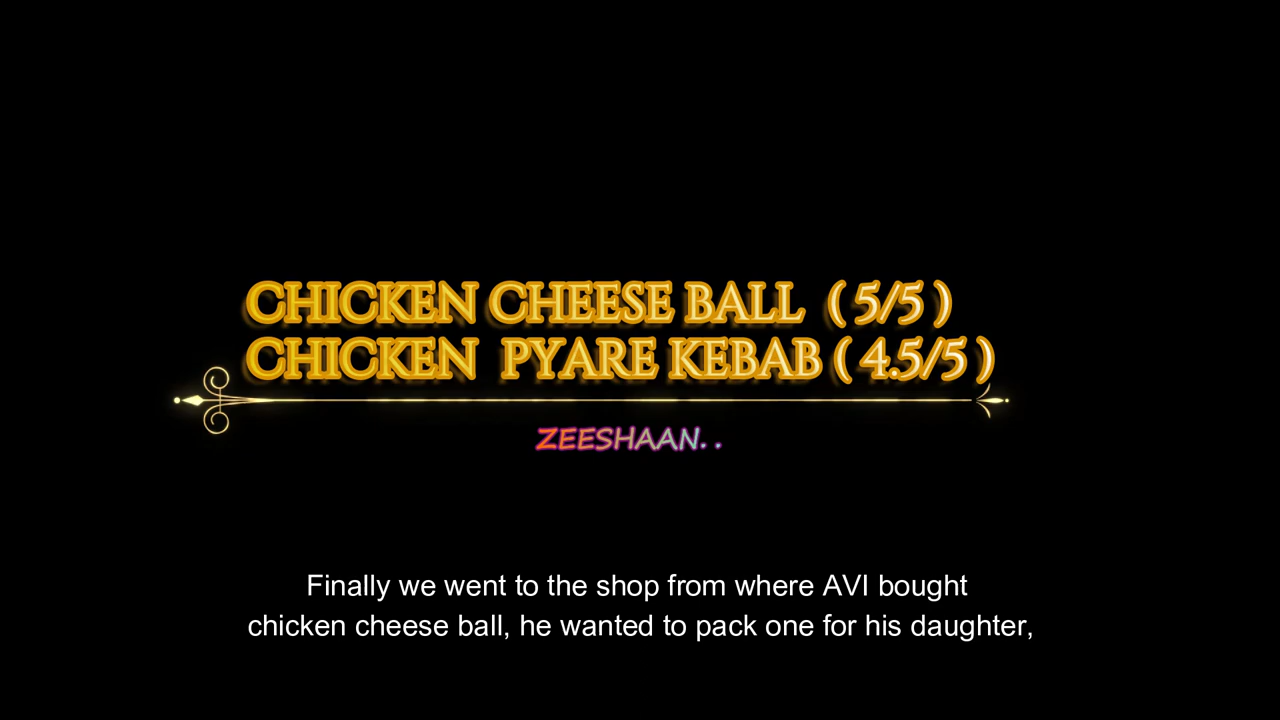 CHICKEN CHEESE BALL ( 5/5 )
CHICKEN PYARE KEBAB ( 4.5/5 )
ZEESHAAN. .
Finally we went to the shop from where AVI bought
chicken cheese ball, he wanted to pack one for his daughter,